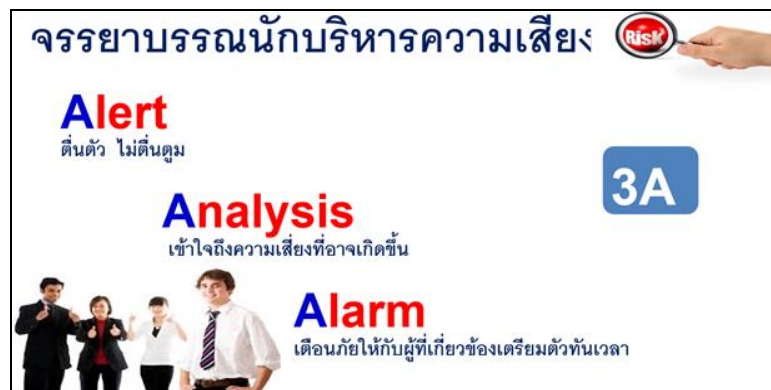 จรรยาบรรณนักบริหารความเสี่ยง
RISK
Alert
ตื่นตัว ไม่ตื่นตูม
3A
Analysis
เข้าใจถึงความเสี่ยงที่อาจเกิดขึ้น
Alarm
เตือนภัยให้กับผู้ที่เกี่ยวข้องเตรียมตัวทันเวลา